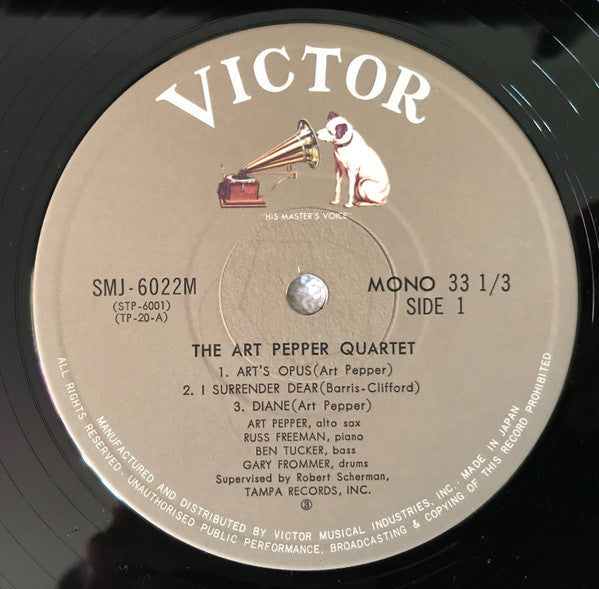 VICTOR
"HIS MASTER'S VOICE"
SMJ-6022M
(STP-6001)
(TP-20-A)
MONO 33 1/3
SIDE 1
THE ART PEPPER QUARTET
1. ART'S OPUS(Art Pepper)
2. I SURRENDER DEAR(Barris-Clifford)
3. DIANE(Art Pepper)
ART PEPPER, alto sax
RUSS FREEMAN, piano
BEN TUCKER, bass
GARY FROMMER, drums
Supervised by Robert Scherman,
TAMPA RECORDS, INC.
MANUFACTURED AND DISTRIBUTED BY VICTOR MUSICAL INDUSTRIES, INC. MADE IN JAPAN
ALL RIGHTS RESERVED. UNAUTHORISED PUBLIC PERFORMANCE, BROADCASTING & COPYING OF THIS RECORD PROHIBITED